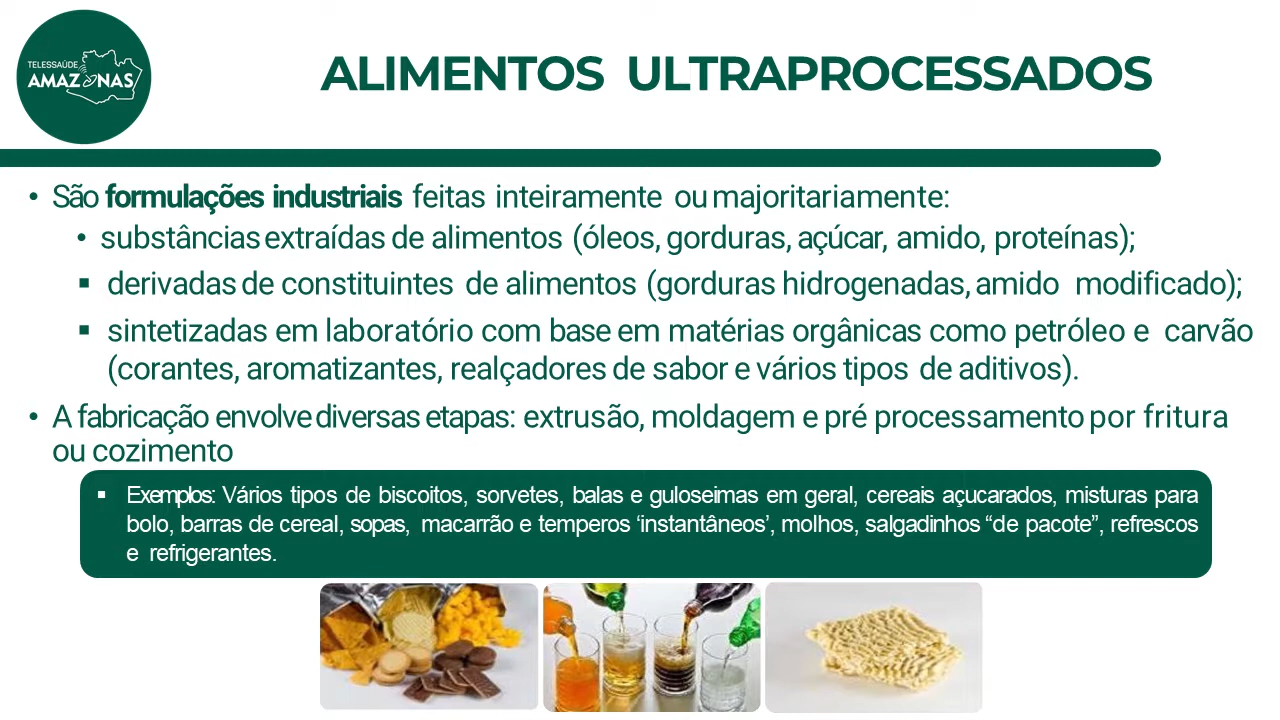 TELESSAÚDE
AMAZONAS
ALIMENTOS ULTRAPROCESSADOS
• São formulações industriais feitas inteiramente ou majoritariamente:
• substâncias extraídas de alimentos (óleos, gorduras, açúcar, amido, proteínas);
▪ derivadas de constituintes de alimentos (gorduras hidrogenadas, amido modificado);
▪ sintetizadas em laboratório com base em matérias orgânicas como petróleo e carvão
(corantes, aromatizantes, realçadores de sabor e vários tipos de aditivos).
• A fabricação envolve diversas etapas: extrusão, moldagem e pré processamento por fritura
ou cozimento
▪ Exemplos: Vários tipos de biscoitos, sorvetes, balas e guloseimas em geral, cereais açucarados, misturas para
bolo, barras de cereal, sopas, macarrão e temperos ‘instantâneos’, molhos, salgadinhos “de pacote”, refrescos
e refrigerantes.